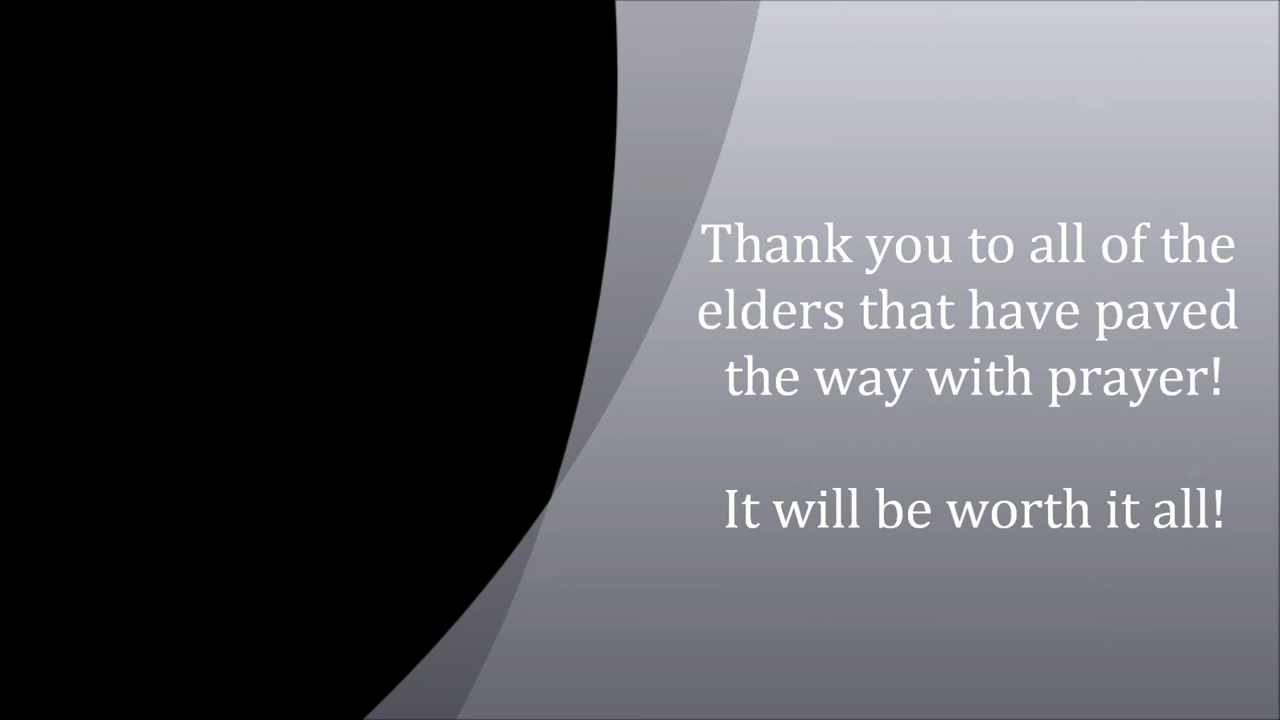 Thank you to all of the
elders that have paved
the way with prayer!
It will be worth it all!